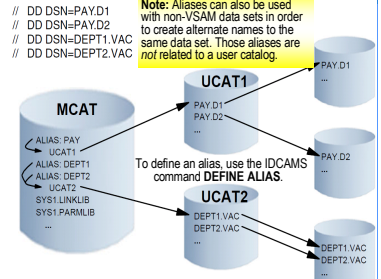 // DD DSN=PAY.D1
// DD DSN=PAY.D2
// DD DSN=DEPT1.VAC
// DD DSN=DEPT2.VAC
Note: Aliases can also be used
with non-VSAM data sets in order
to create alternate names to the
same data set. Those aliases are
not related to a user catalog.
MCAT
ALIAS: PAY
UCAT1
ALIAS: DEPT1
ALIAS: DEPT2
UCAT2
SYS1.LINKLIB
SYS1.PARMLIB
...
UCAT1
PAY.D1
PAY.D2
...
To define an alias, use the IDCAMS
command DEFINE ALIAS.
UCAT2
DEPT1.VAC
DEPT2.VAC
...
PAY.D1
...
PAY.D2
...
DEPT1.VAC
DEPT2.VAC
...